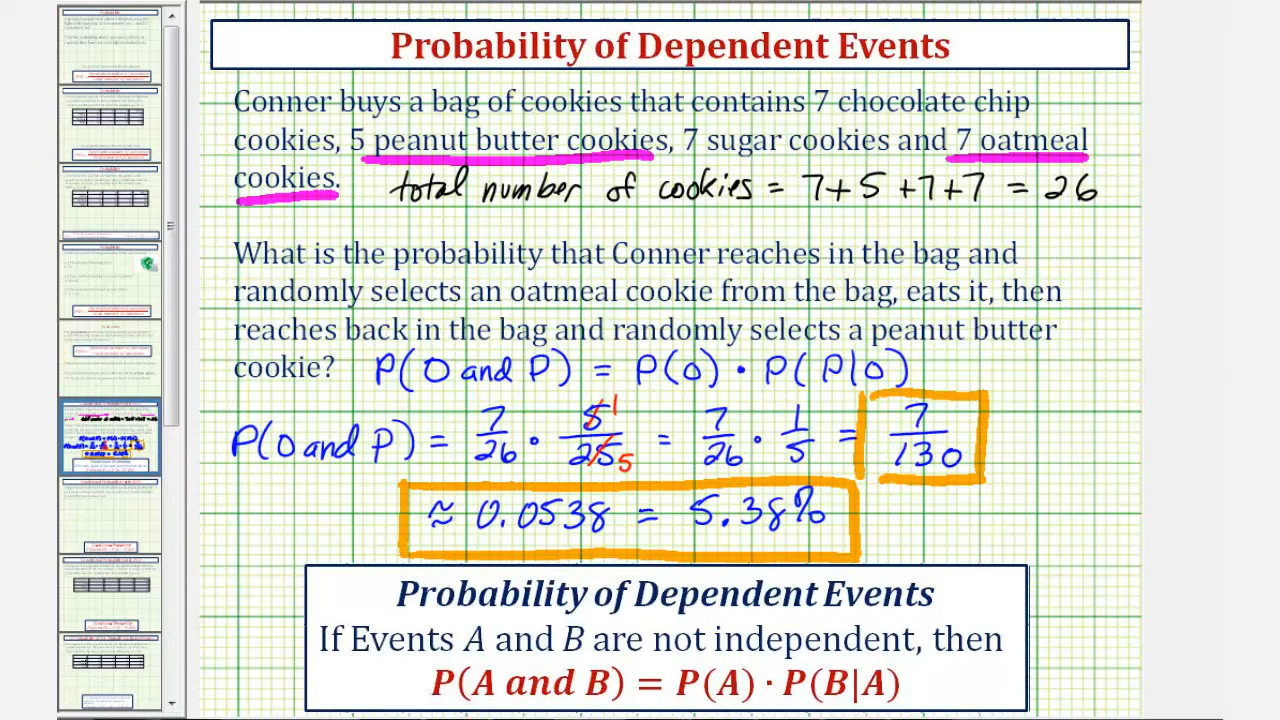 Probability of Dependent Events
Conner buys a bag of cookies that contains 7 chocolate chip
cookies, 5 peanut butter cookies, 7 sugar cookies and 7 oatmeal
cookies. total number of cookies = 7+5+7+7 = 26
What is the probability that Conner reaches in the bag and
randomly selects an oatmeal cookie from the bag, eats it, then
reaches back in the bag and randomly selects a peanut butter
cookie? P(O and P) = P(O) • P(P|O)
P(O and P) = 7/26 • 5/25 1 5 = 7/26 • 1/5 = 7/130
≈ 0.0538 = 5.38%
Probability of Dependent Events
If Events A and B are not independent, then
P(A and B) = P(A) · P(B|A)